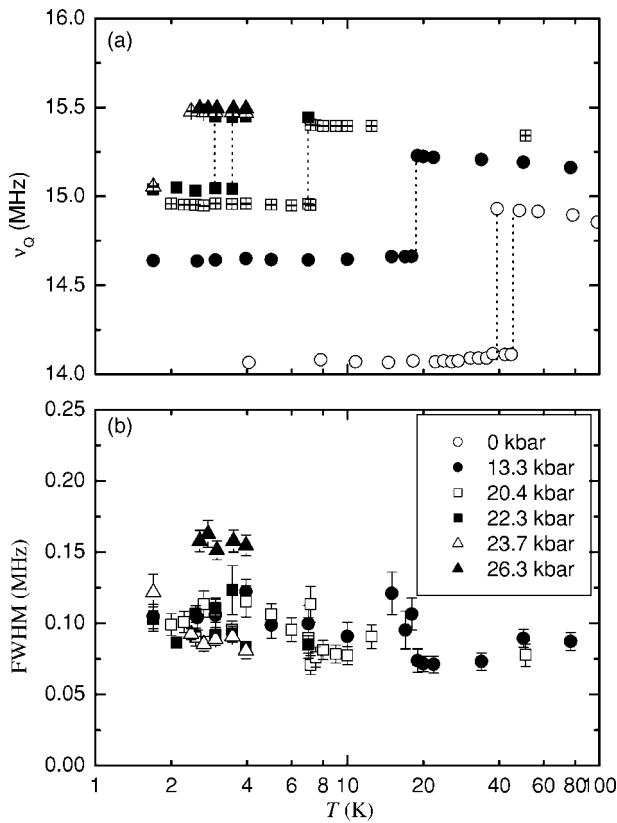 (a)
16.0
15.5
15.0
14.5
14.0
ν_Q (MHz)
(b)
0.25
0.20
0.15
0.10
0.05
0.00
FWHM (MHz)
0 kbar
13.3 kbar
20.4 kbar
22.3 kbar
23.7 kbar
26.3 kbar
1 2 4 6 8 10 20 40 60 80 100
T (K)